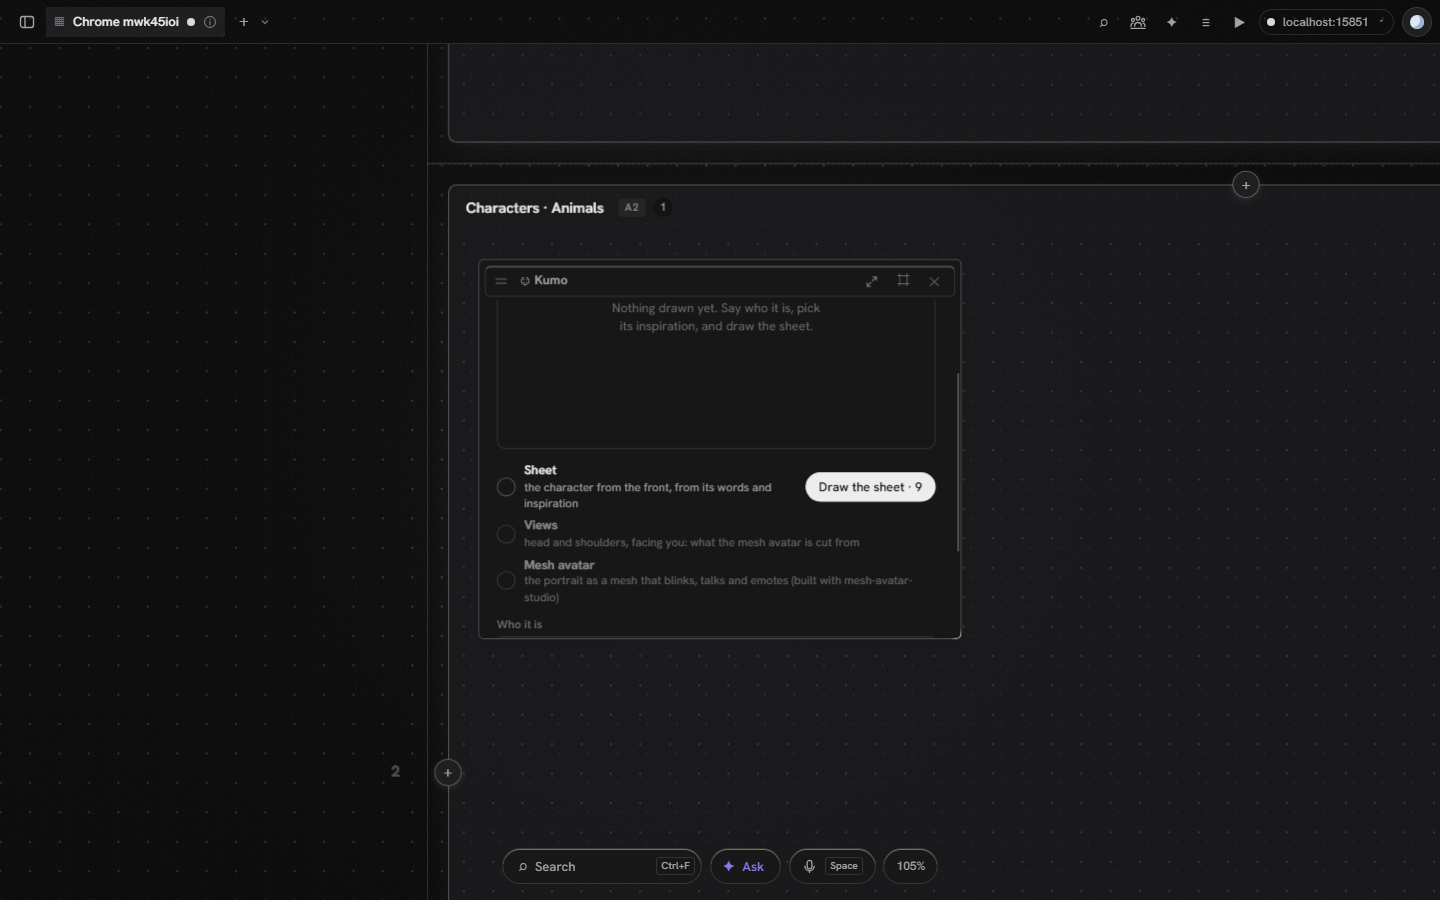 Chrome mwk45ioi
localhost:15851
Characters · Animals A2 1
Kumo
Nothing drawn yet. Say who it is, pick
its inspiration, and draw the sheet.
Sheet
the character from the front, from its words and
inspiration
Draw the sheet · 9
Views
head and shoulders, facing you: what the mesh avatar is cut from
Mesh avatar
the portrait as a mesh that blinks, talks and emotes (built with mesh-avatar-
studio)
Who it is
2
Search Ctrl+F Ask Space 105%